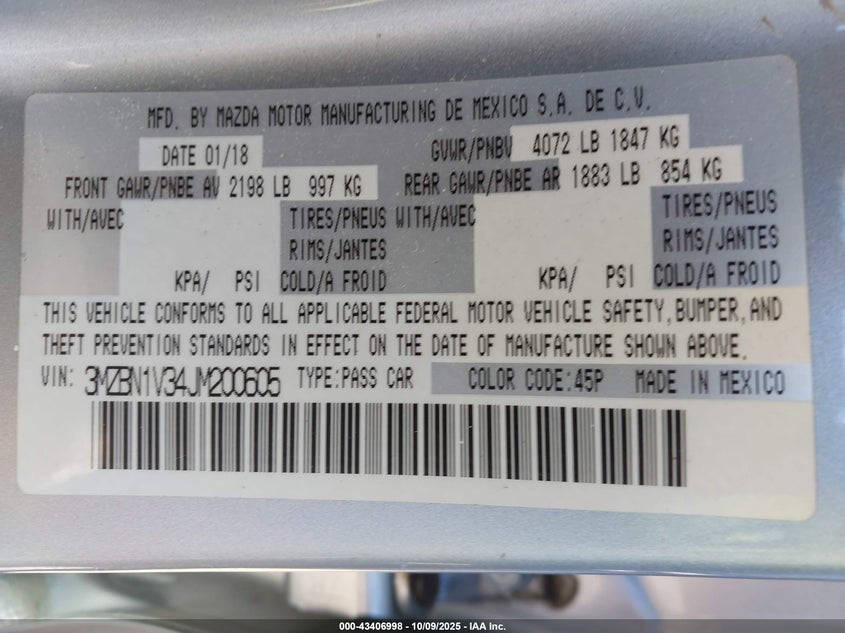 MFD. BY MAZDA MOTOR MANUFACTURING DE MEXICO S.A. DE C.V.
DATE 01/18 GVWR/PNBV 4072 LB 1847 KG
FRONT GAWR/PNBE AV 2198 LB 997 KG REAR GAWR/PNBE AR 1883 LB 854 KG
WITH/AVEC TIRES/PNEUS WITH/AVEC TIRES/PNEUS
RIMS/JANTES RIMS/JANTES
KPA/ PSI COLD/A FROID KPA/ PSI COLD/A FROID
THIS VEHICLE CONFORMS TO ALL APPLICABLE FEDERAL MOTOR VEHICLE SAFETY, BUMPER, AND
THEFT PREVENTION STANDARDS IN EFFECT ON THE DATE OF MANUFACTURE SHOWN ABOVE.
VIN: 3MZBN1V34JM200605 TYPE:PASS CAR COLOR CODE:45P MADE IN MEXICO
000-43406998 - 10/09/2025 - IAA Inc.